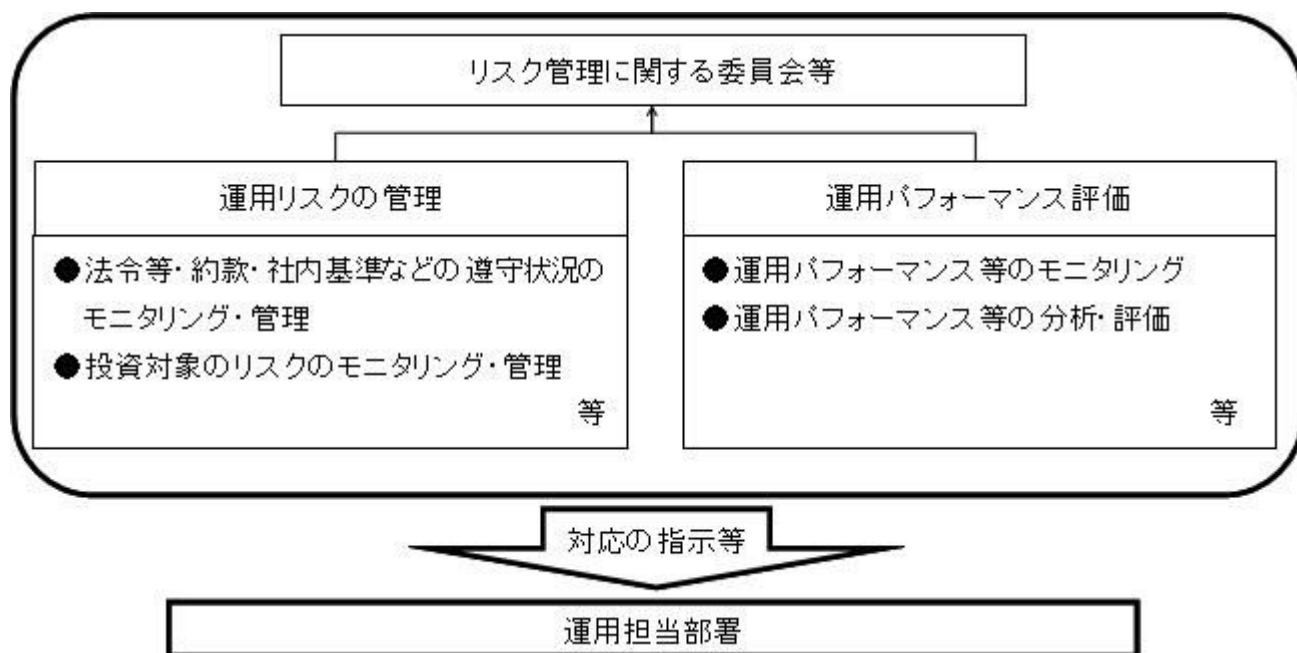 リスク管理に関する委員会等
運用リスクの管理
●法令等・約款・社内基準などの遵守状況の
モニタリング・管理
●投資対象のリスクのモニタリング・管理
等
運用パフォーマンス評価
●運用パフォーマンス等のモニタリング
●運用パフォーマンス等の分析・評価
等
対応の指示等
運用担当部署